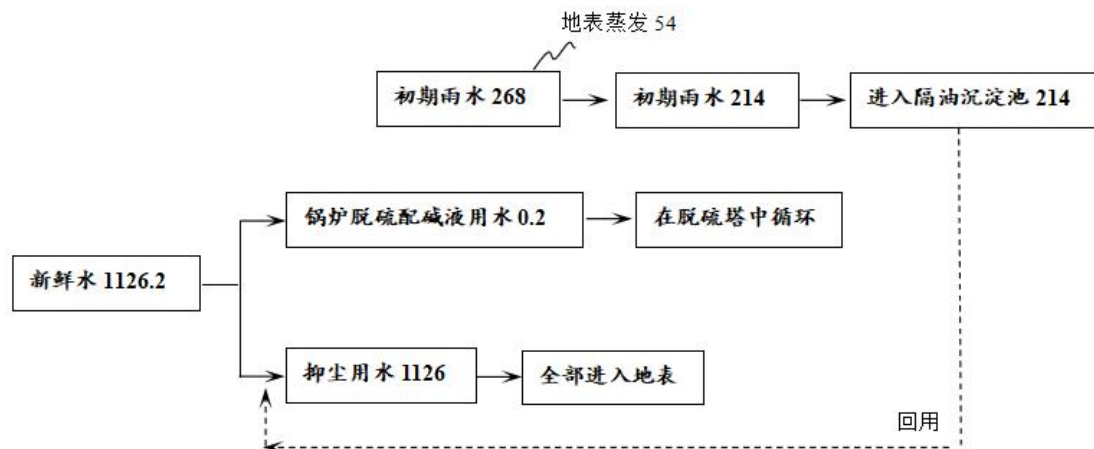 地表蒸发 54
初期雨水 268
初期雨水 214
进入隔油沉淀池 214
锅炉脱硫配碱液用水 0.2
在脱硫塔中循环
新鲜水 1126.2
抑尘用水 1126
全部进入地表
回用